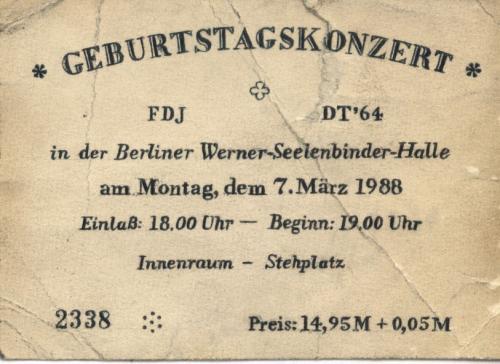 * GEBURTSTAGSKONZERT *
FDJ DT'64
in der Berliner Werner-Seelenbinder-Halle
am Montag, dem 7. März 1988
Einlaß: 18.00 Uhr — Beginn: 19.00 Uhr
Innenraum – Stehplatz
2338 Preis: 14,95 M + 0,05 M